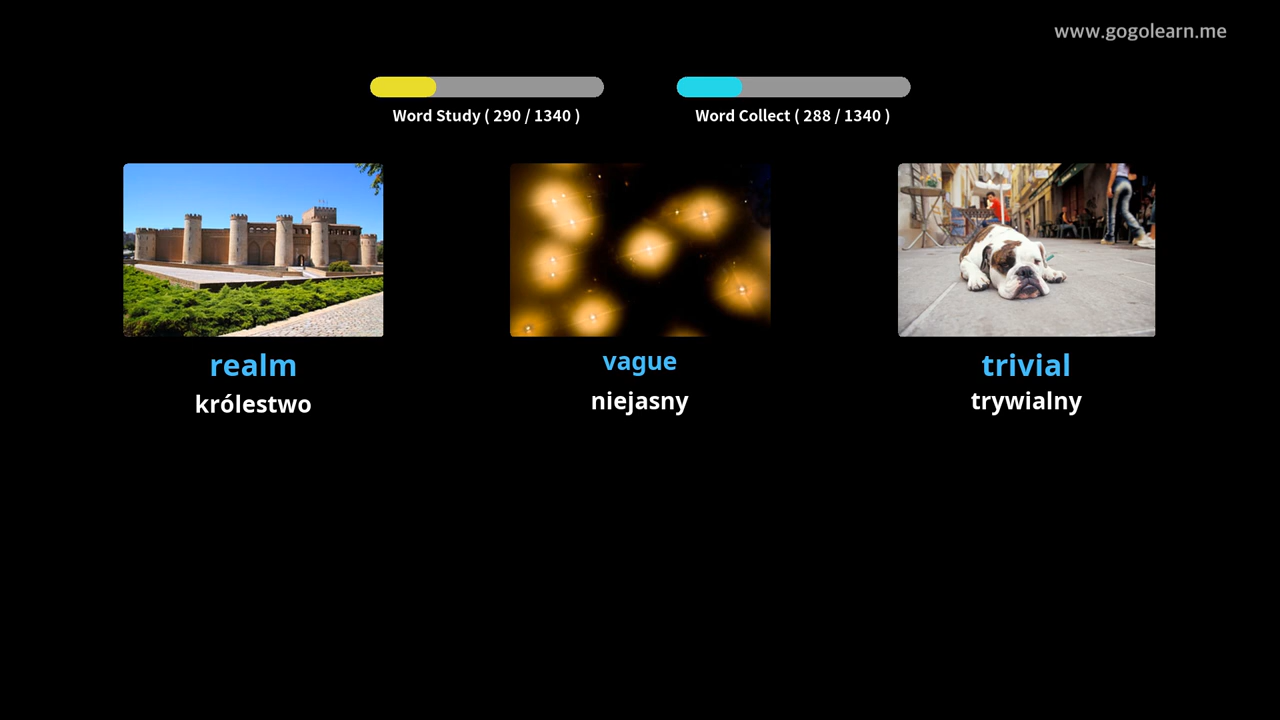 www.gogolearn.me
Word Study ( 290 / 1340 )
Word Collect ( 288 / 1340 )
realm
królestwo
vague
niejasny
trivial
trywialny